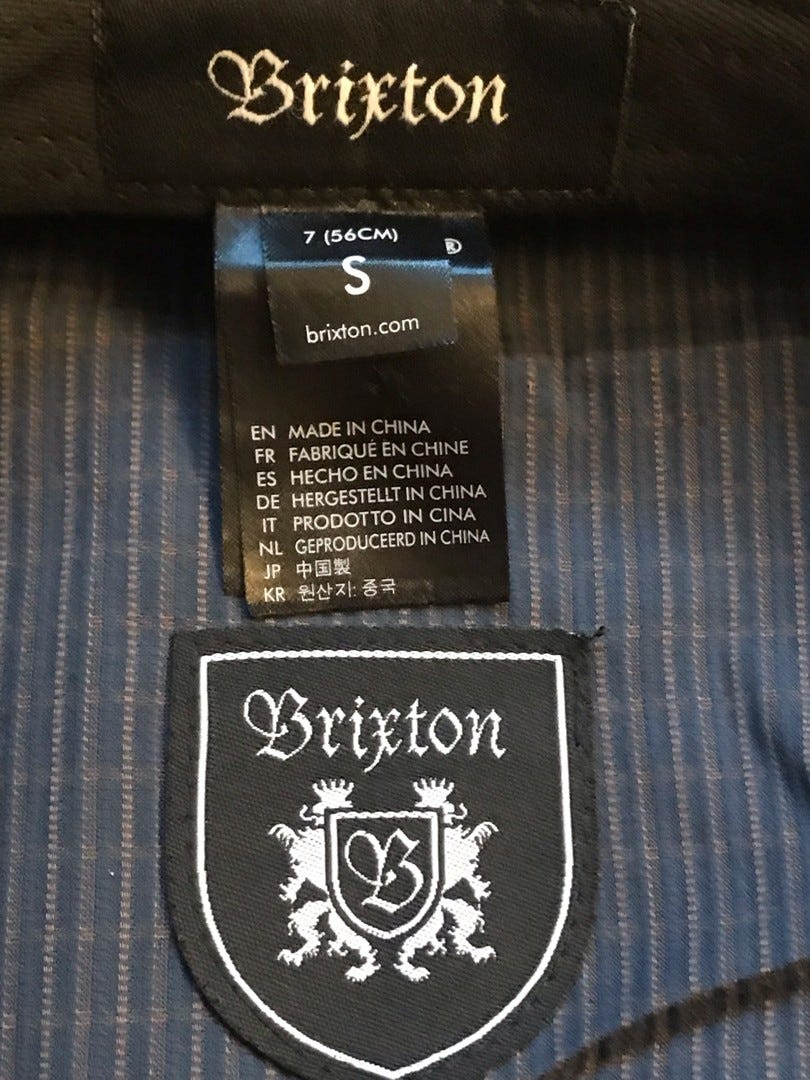 Brixton
7 (56CM)
®
S
brixton.com
EN MADE IN CHINA
FR FABRIQUÉ EN CHINE
ES HECHO EN CHINA
DE HERGESTELLT IN CHINA
IT PRODOTTO IN CINA
NL GEPRODUCEERD IN CHINA
JP 中国製
KR 원산지: 중국
Brixton
B